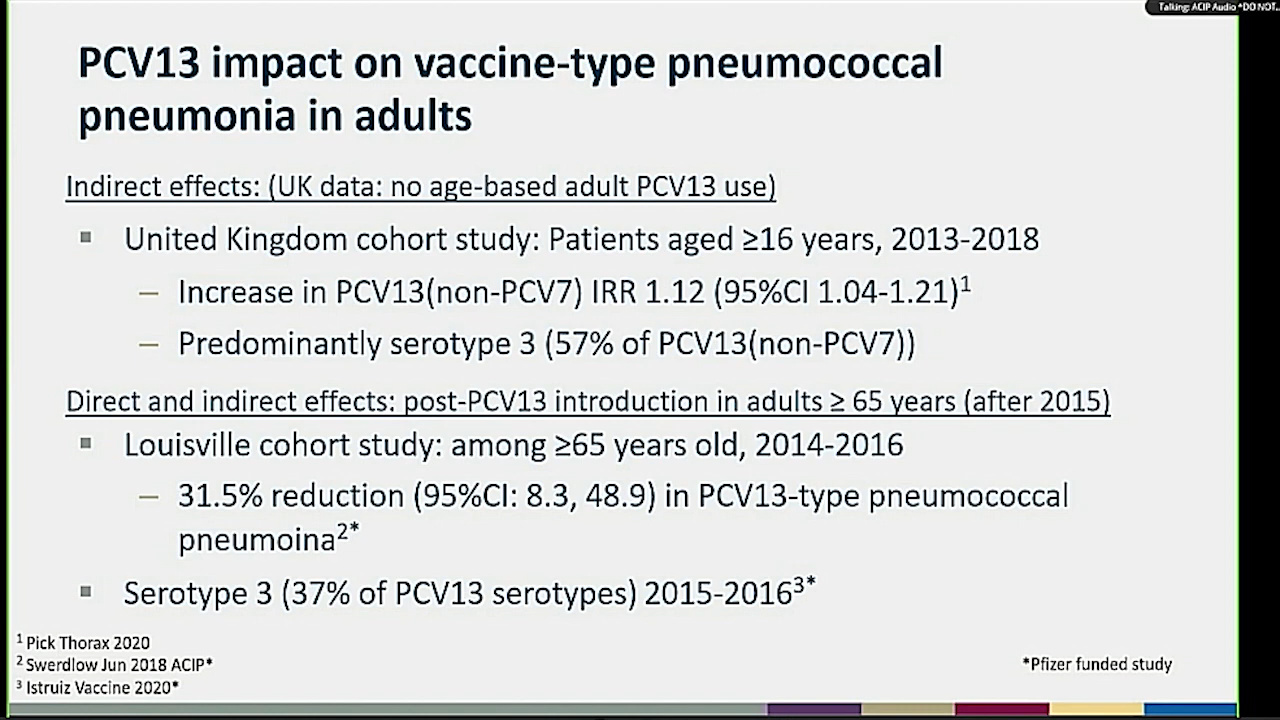 Talking: ACIP Audio *DO NOT...
PCV13 impact on vaccine-type pneumococcal
pneumonia in adults
Indirect effects: (UK data: no age-based adult PCV13 use)
▪ United Kingdom cohort study: Patients aged ≥16 years, 2013-2018
– Increase in PCV13(non-PCV7) IRR 1.12 (95%CI 1.04-1.21)¹
– Predominantly serotype 3 (57% of PCV13(non-PCV7))
Direct and indirect effects: post-PCV13 introduction in adults ≥ 65 years (after 2015)
▪ Louisville cohort study: among ≥65 years old, 2014-2016
– 31.5% reduction (95%CI: 8.3, 48.9) in PCV13-type pneumococcal
pneumoina²*
▪ Serotype 3 (37% of PCV13 serotypes) 2015-2016³*
¹ Pick Thorax 2020
² Swerdlow Jun 2018 ACIP*
³ Istruiz Vaccine 2020*
*Pfizer funded study